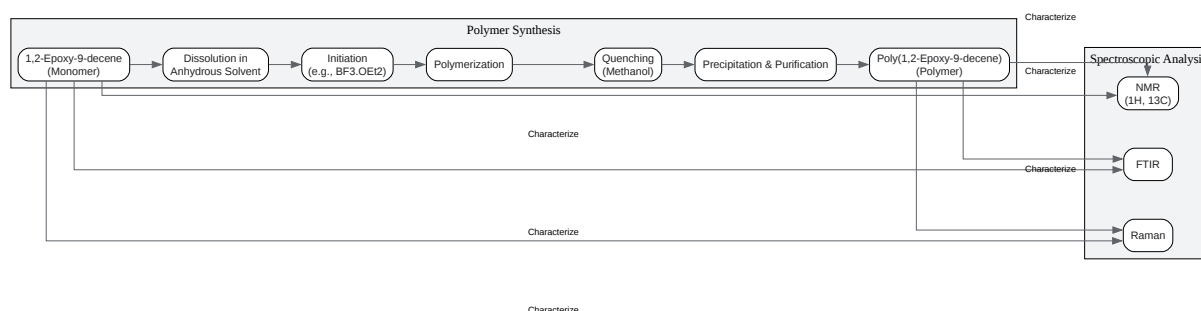 Characterize
Polymer Synthesis
1,2-Epoxy-9-decene
(Monomer)
Dissolution in
Anhydrous Solvent
Initiation
(e.g., BF3.OEt2)
Polymerization
Quenching
(Methanol)
Precipitation & Purification
Poly(1,2-Epoxy-9-decene)
(Polymer)
Characterize
Spectroscopic Analysi
NMR
(1H, 13C)
Characterize
FTIR
Characterize
Characterize
Raman
Characterize